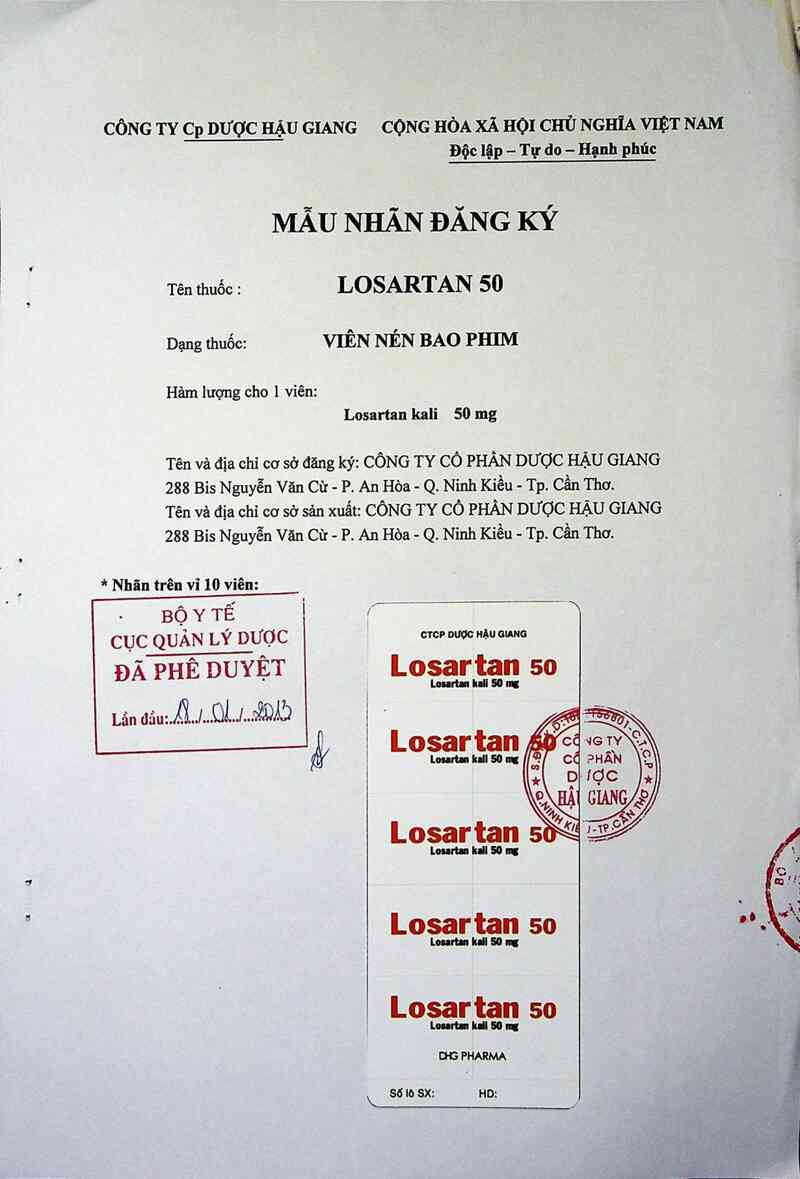 CÔNG TY Cp DƯỢC HẬU GIANG CỘNG HÒA XÃ HỘI CHỦ NGHĨA VIỆT NAM
Độc lập – Tự do – Hạnh phúc
MẪU NHÃN ĐĂNG KÝ
Tên thuốc : LOSARTAN 50
Dạng thuốc: VIÊN NÉN BAO PHIM
Hàm lượng cho 1 viên:
Losartan kali 50 mg
Tên và địa chỉ cơ sở đăng ký: CÔNG TY CỔ PHẦN DƯỢC HẬU GIANG
288 Bis Nguyễn Văn Cừ - P. An Hòa - Q. Ninh Kiều - Tp. Cần Thơ.
Tên và địa chỉ cơ sở sản xuất: CÔNG TY CỔ PHẦN DƯỢC HẬU GIANG
288 Bis Nguyễn Văn Cừ - P. An Hòa - Q. Ninh Kiều - Tp. Cần Thơ.
* Nhãn trên vỉ 10 viên:
BỘ Y TẾ
CỤC QUẢN LÝ DƯỢC
ĐÃ PHÊ DUYỆT
Lần đầu:.18./..01../..2013
CTCP DƯỢC HẬU GIANG
Losartan 50
Losartan kali 50 mg
Losartan 50
Losartan kali 50 mg
Losartan 50
Losartan kali 50 mg
Losartan 50
Losartan kali 50 mg
Losartan 50
Losartan kali 50 mg
DHG PHARMA
Số lô SX: HD:
CÔNG TY
CỔ PHẦN
DƯỢC
HẬU GIANG
Q.NINH KIỀU-TP.CẦN THƠ